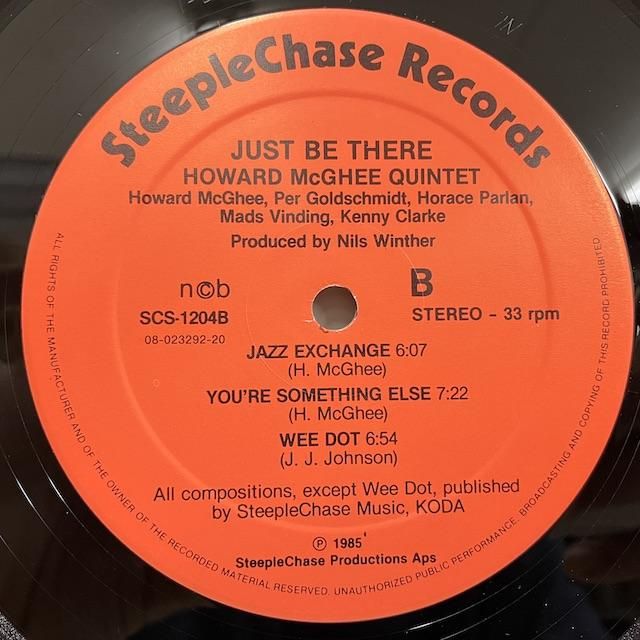 SteepleChase Records
JUST BE THERE
HOWARD McGHEE QUINTET
Howard McGhee, Per Goldschmidt, Horace Parlan,
Mads Vinding, Kenny Clarke
Produced by Nils Winther
n©b
B
SCS-1204B
STEREO - 33 rpm
08-023292-20
JAZZ EXCHANGE 6:07
(H. McGhee)
YOU'RE SOMETHING ELSE 7:22
(H. McGhee)
WEE DOT 6:54
(J. J. Johnson)
All compositions, except Wee Dot, published
by SteepleChase Music, KODA
℗ 1985
SteepleChase Productions Aps
ALL RIGHTS OF THE MANUFACTURER AND OF THE OWNER OF THE RECORDED MATERIAL RESERVED. UNAUTHORIZED PUBLIC PERFORMANCE, BROADCASTING AND COPYING OF THIS RECORD PROHIBITED